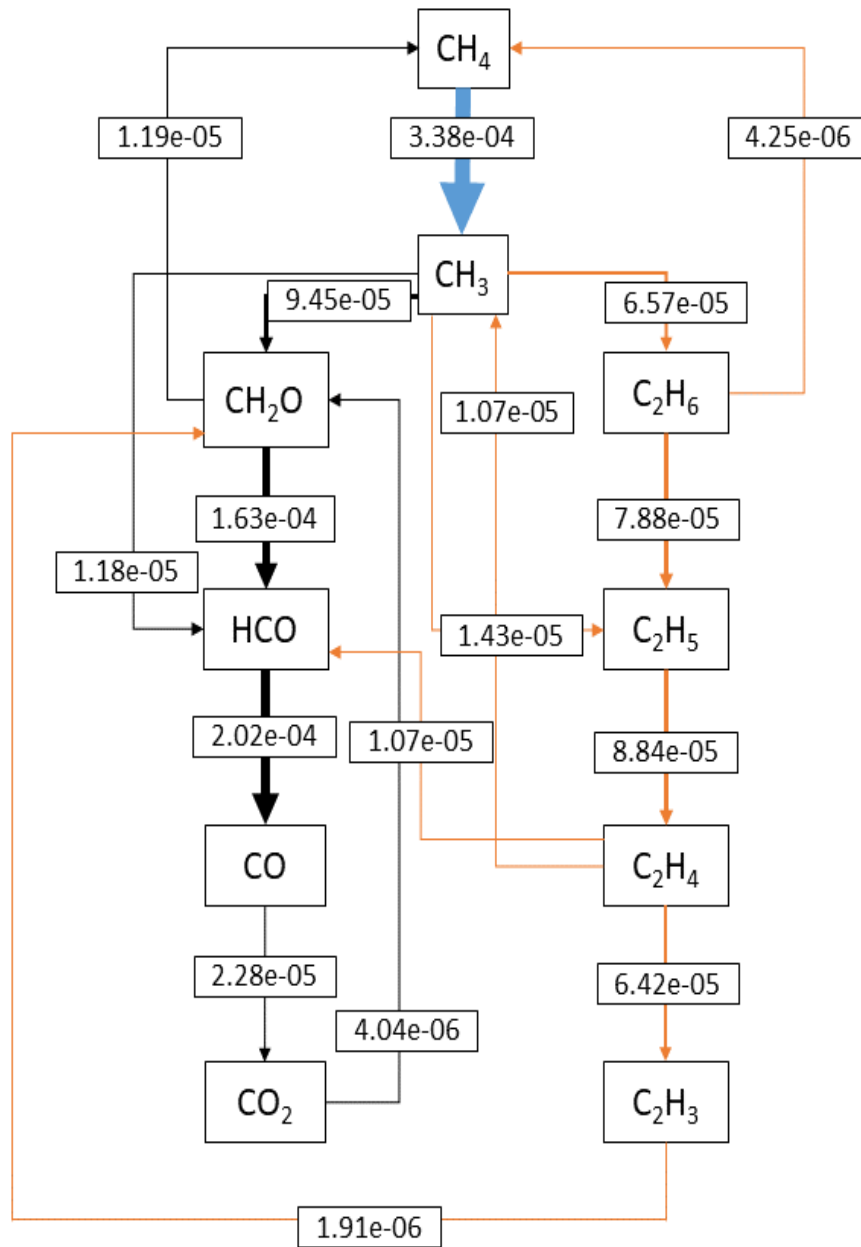 CH₄
1.19e-05
3.38e-04
4.25e-06
CH₃
9.45e-05
6.57e-05
CH₂O
1.07e-05
C₂H₆
1.63e-04
7.88e-05
1.18e-05
HCO
1.43e-05
C₂H₅
2.02e-04
1.07e-05
8.84e-05
CO
C₂H₄
2.28e-05
6.42e-05
4.04e-06
CO₂
C₂H₃
1.91e-06